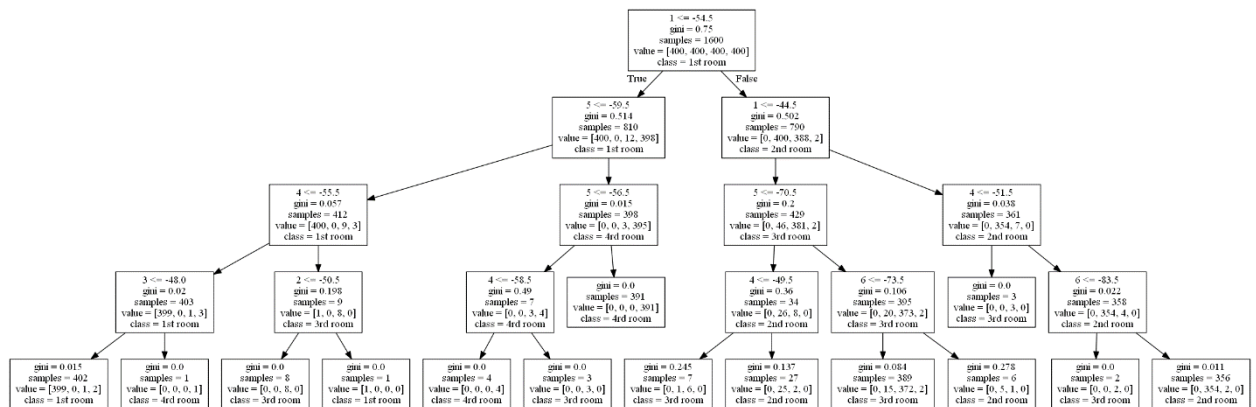 1 <= -54.5
gini = 0.75
samples = 1600
value = [400, 400, 400, 400]
class = 1st room
True
False
5 <= -59.5
gini = 0.514
samples = 810
value = [400, 0, 12, 398]
class = 1st room
1 <= -44.5
gini = 0.502
samples = 790
value = [0, 400, 388, 2]
class = 2nd room
4 <= -55.5
gini = 0.057
samples = 412
value = [400, 0, 9, 3]
class = 1st room
5 <= -56.5
gini = 0.015
samples = 398
value = [0, 0, 3, 395]
class = 4rd room
5 <= -70.5
gini = 0.2
samples = 429
value = [0, 46, 381, 2]
class = 3rd room
4 <= -51.5
gini = 0.038
samples = 361
value = [0, 354, 7, 0]
class = 2nd room
3 <= -48.0
gini = 0.02
samples = 403
value = [399, 0, 1, 3]
class = 1st room
2 <= -50.5
gini = 0.198
samples = 9
value = [1, 0, 8, 0]
class = 3rd room
4 <= -58.5
gini = 0.49
samples = 7
value = [0, 0, 3, 4]
class = 4rd room
gini = 0.0
samples = 391
value = [0, 0, 0, 391]
class = 4rd room
4 <= -49.5
gini = 0.36
samples = 34
value = [0, 26, 8, 0]
class = 2nd room
6 <= -73.5
gini = 0.106
samples = 395
value = [0, 20, 373, 2]
class = 3rd room
gini = 0.0
samples = 3
value = [0, 0, 3, 0]
class = 3rd room
6 <= -83.5
gini = 0.022
samples = 358
value = [0, 354, 4, 0]
class = 2nd room
gini = 0.015
samples = 402
value = [399, 0, 1, 2]
class = 1st room
gini = 0.0
samples = 1
value = [0, 0, 0, 1]
class = 4rd room
gini = 0.0
samples = 8
value = [0, 0, 8, 0]
class = 3rd room
gini = 0.0
samples = 1
value = [1, 0, 0, 0]
class = 1st room
gini = 0.0
samples = 4
value = [0, 0, 0, 4]
class = 4rd room
gini = 0.0
samples = 3
value = [0, 0, 3, 0]
class = 3rd room
gini = 0.245
samples = 7
value = [0, 1, 6, 0]
class = 3rd room
gini = 0.137
samples = 27
value = [0, 25, 2, 0]
class = 2nd room
gini = 0.084
samples = 389
value = [0, 15, 372, 2]
class = 3rd room
gini = 0.278
samples = 6
value = [0, 5, 1, 0]
class = 2nd room
gini = 0.0
samples = 2
value = [0, 0, 2, 0]
class = 3rd room
gini = 0.011
samples = 356
value = [0, 354, 2, 0]
class = 2nd room